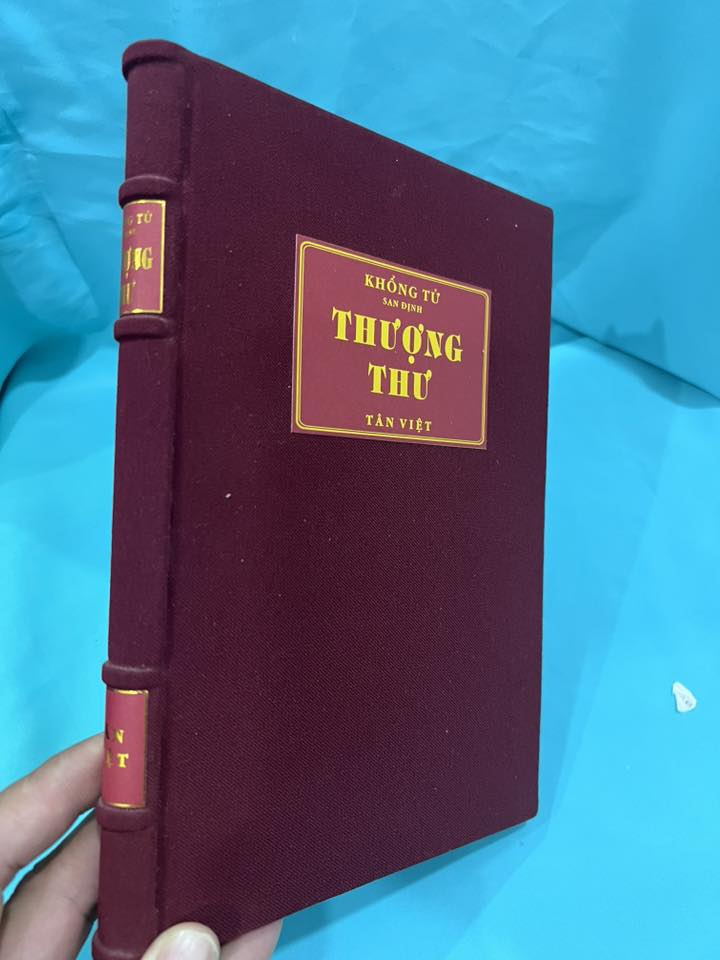 KHỔNG TỬ
SAN ĐỊNH
THƯỢNG
THƯ
TÂN VIỆT